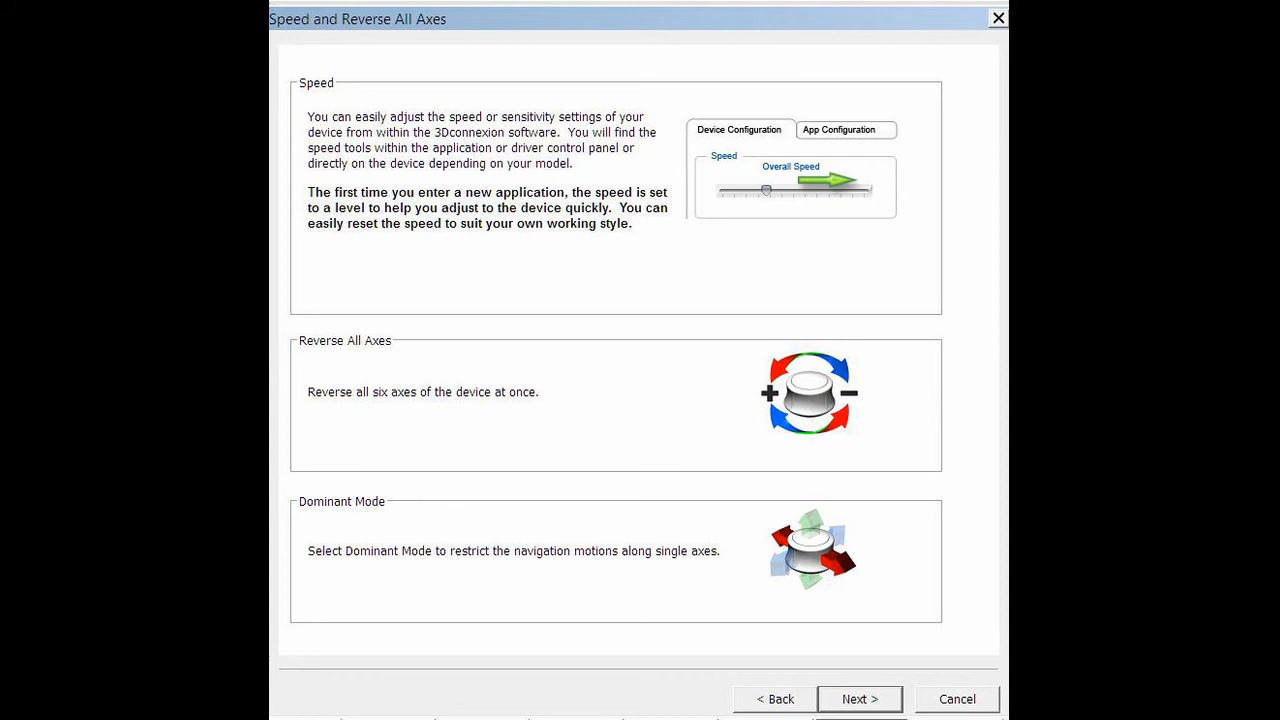 Speed and Reverse All Axes
Speed
You can easily adjust the speed or sensitivity settings of your
device from within the 3Dconnexion software.  You will find the
speed tools within the application or driver control panel or
directly on the device depending on your model.
The first time you enter a new application, the speed is set
to a level to help you adjust to the device quickly.  You can
easily reset the speed to suit your own working style.
Device Configuration
App Configuration
Speed
Overall Speed
Reverse All Axes
Reverse all six axes of the device at once.
Dominant Mode
Select Dominant Mode to restrict the navigation motions along single axes.
< Back
Next >
Cancel